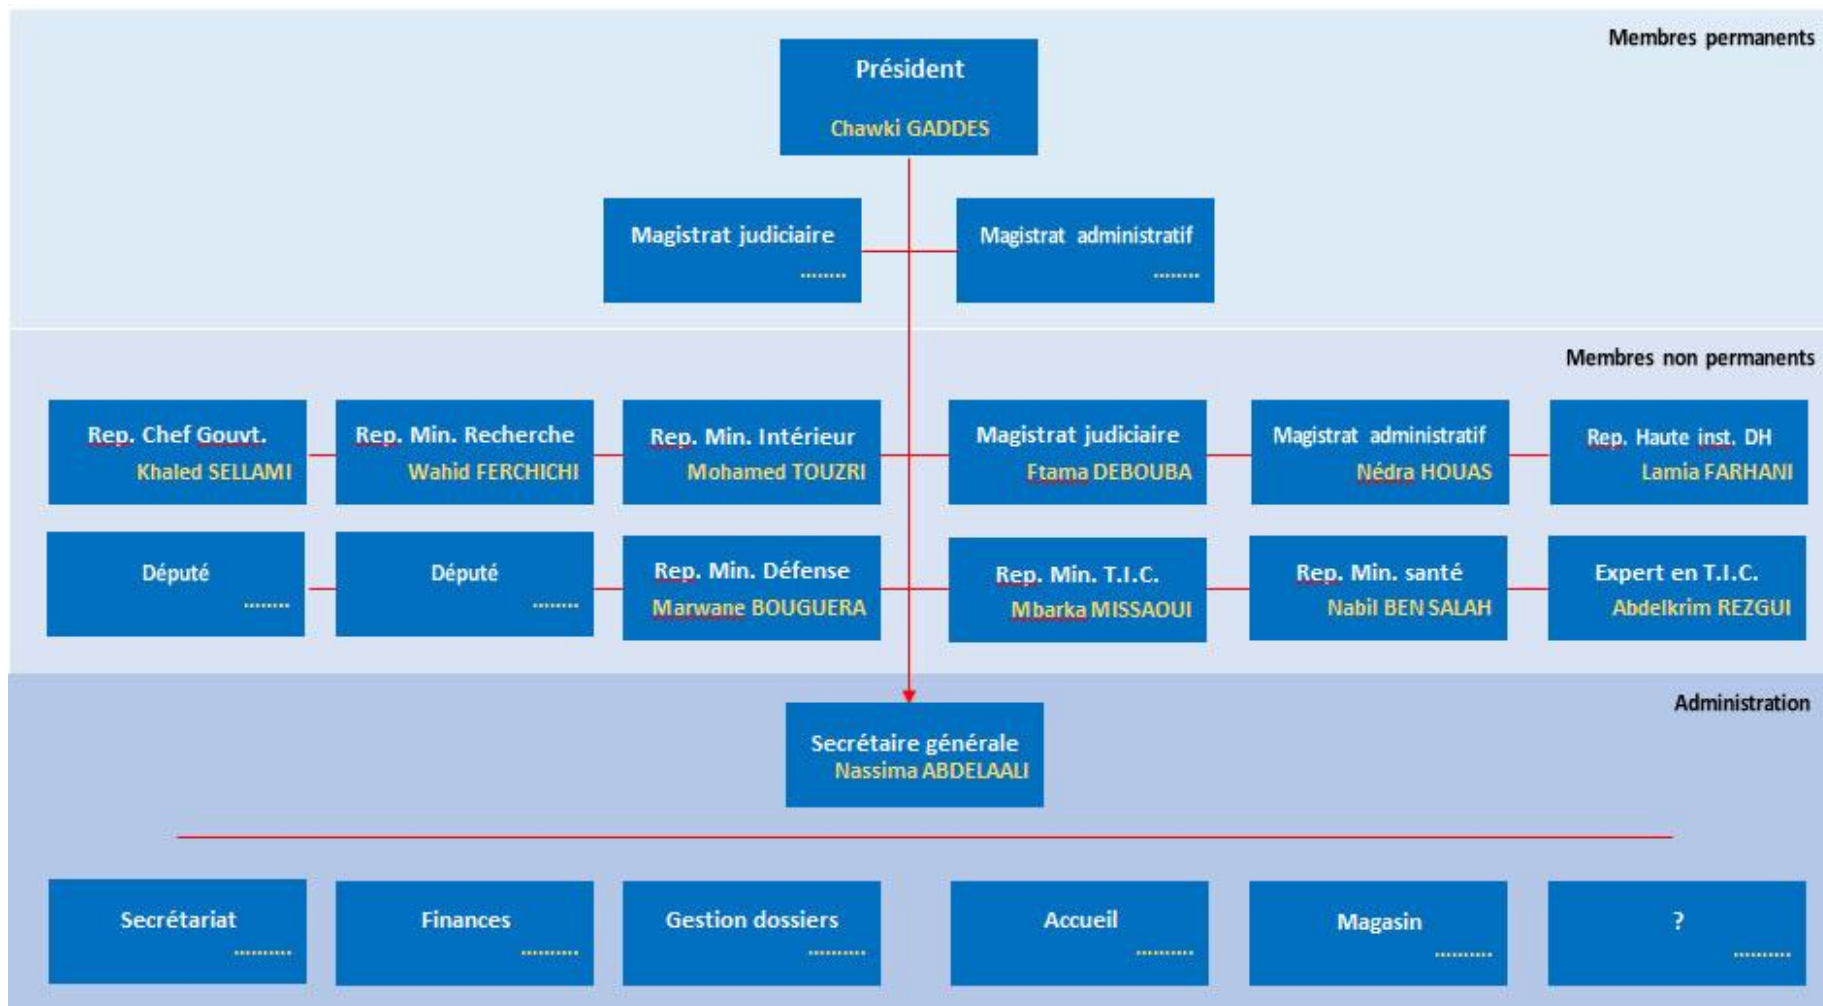 Membres permanents
Président
Chawki GADDES
Magistrat judiciaire
........
Magistrat administratif
........
Membres non permanents
Rep. Chef Gouvt.
Khaled SELLAMI
Rep. Min. Recherche
Wahid FERCHICHI
Rep. Min. Intérieur
Mohamed TOUZRI
Magistrat judiciaire
Ftama DEBOUBA
Magistrat administratif
Nédra HOUAS
Rep. Haute inst. DH
Lamia FARHANI
Député
........
Député
........
Rep. Min. Défense
Marwane BOUGUERA
Rep. Min. T.I.C.
Mbarka MISSAOUI
Rep. Min. santé
Nabil BEN SALAH
Expert en T.I.C.
Abdelkrim REZGUI
Administration
Secrétaire générale
Nassima ABDELAALI
Secrétariat
..........
Finances
..........
Gestion dossiers
..........
Accueil
..........
Magasin
..........
?
..........